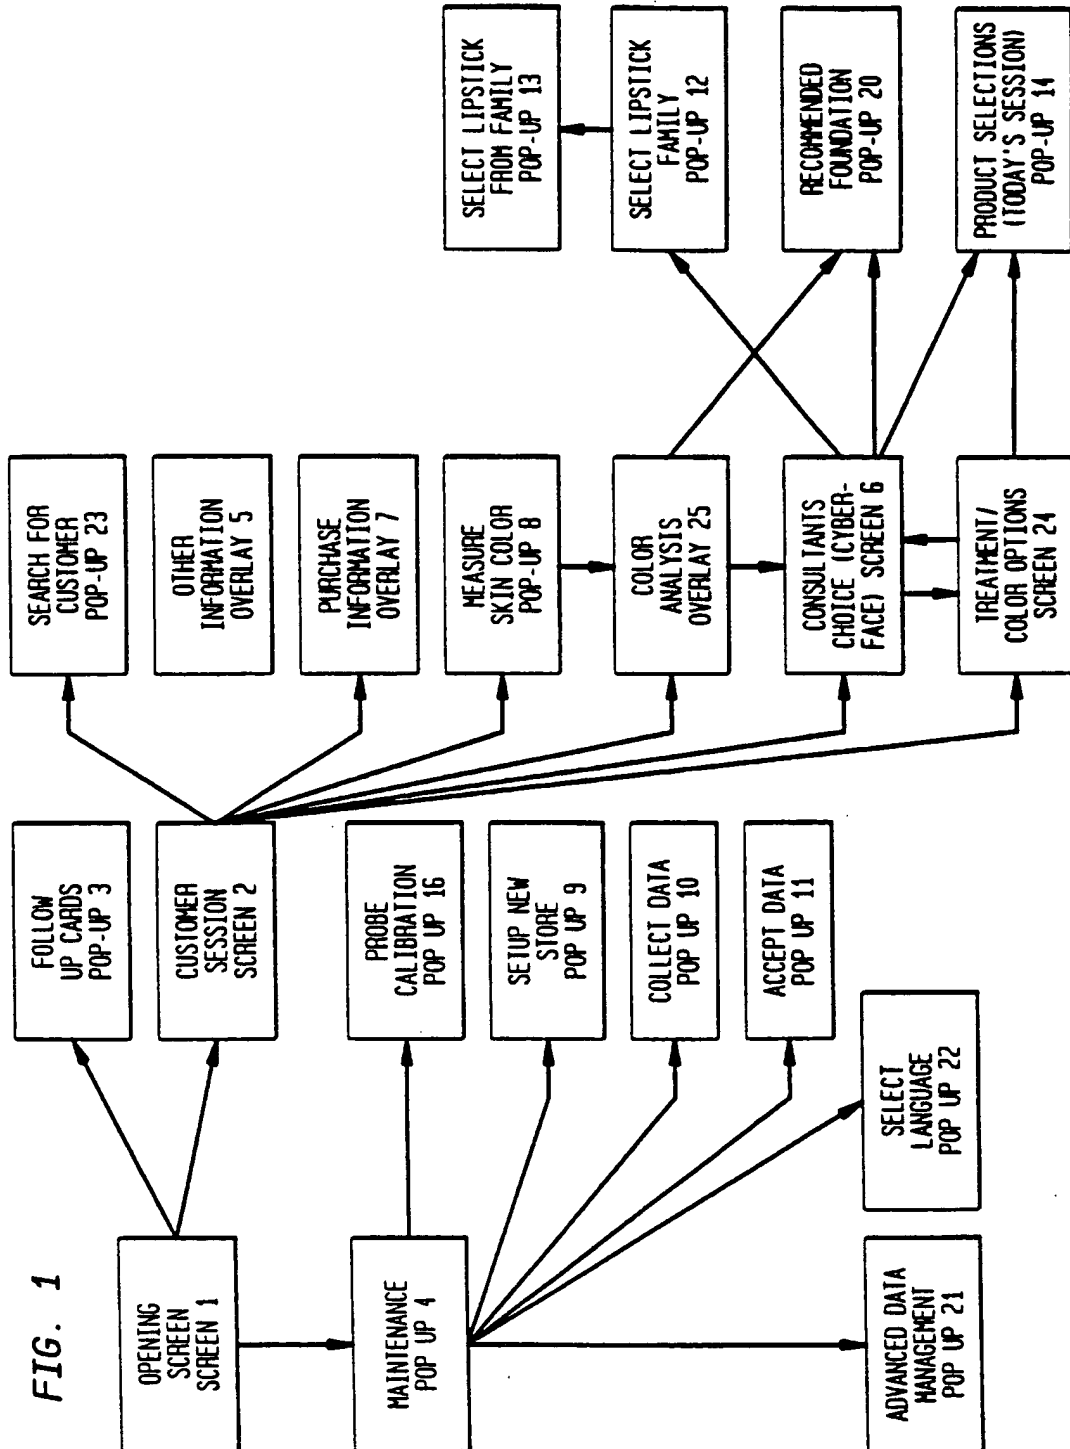 FIG. 1
OPENING
SCREEN
SCREEN 1
MAINTENANCE
POP UP 4
ADVANCED DATA
MANAGEMENT
POP UP 21
FOLLOW
UP CARDS
POP-UP 3
CUSTOMER
SESSION
SCREEN 2
PROBE
CALIBRATION
POP UP 16
SETUP NEW
STORE
POP UP 9
COLLECT DATA
POP UP 10
ACCEPT DATA
POP UP 11
SELECT
LANGUAGE
POP UP 22
SEARCH FOR
CUSTOMER
POP-UP 23
OTHER
INFORMATION
OVERLAY 5
PURCHASE
INFORMATION
OVERLAY 7
MEASURE
SKIN COLOR
POP-UP 8
COLOR
ANALYSIS
OVERLAY 25
CONSULTANTS
CHOICE (CYBER-
FACE) SCREEN 6
TREATMENT/
COLOR OPTIONS
SCREEN 24
SELECT LIPSTICK
FROM FAMILY
POP-UP 13
SELECT LIPSTICK
FAMILY
POP-UP 12
RECOMMENDED
FOUNDATION
POP-UP 20
PRODUCT SELECTIONS
(TODAY'S SESSION)
POP-UP 14